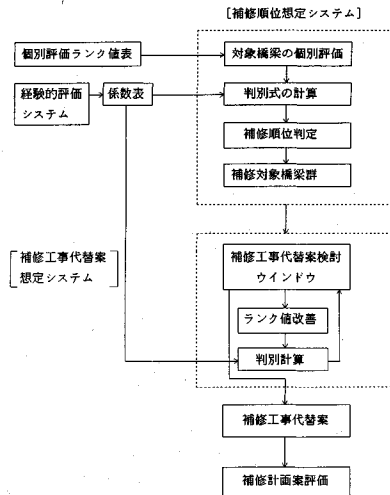 ［補修順位想定システム］
個別評価ランク値表
対象橋梁の個別評価
経験的評価
システム
係数表
判別式の計算
補修順位判定
補修対象橋梁群
補修工事代替案
想定システム
補修工事代替案検討
ウインドウ
ランク値改善
判別計算
補修工事代替案
補修計画案評価